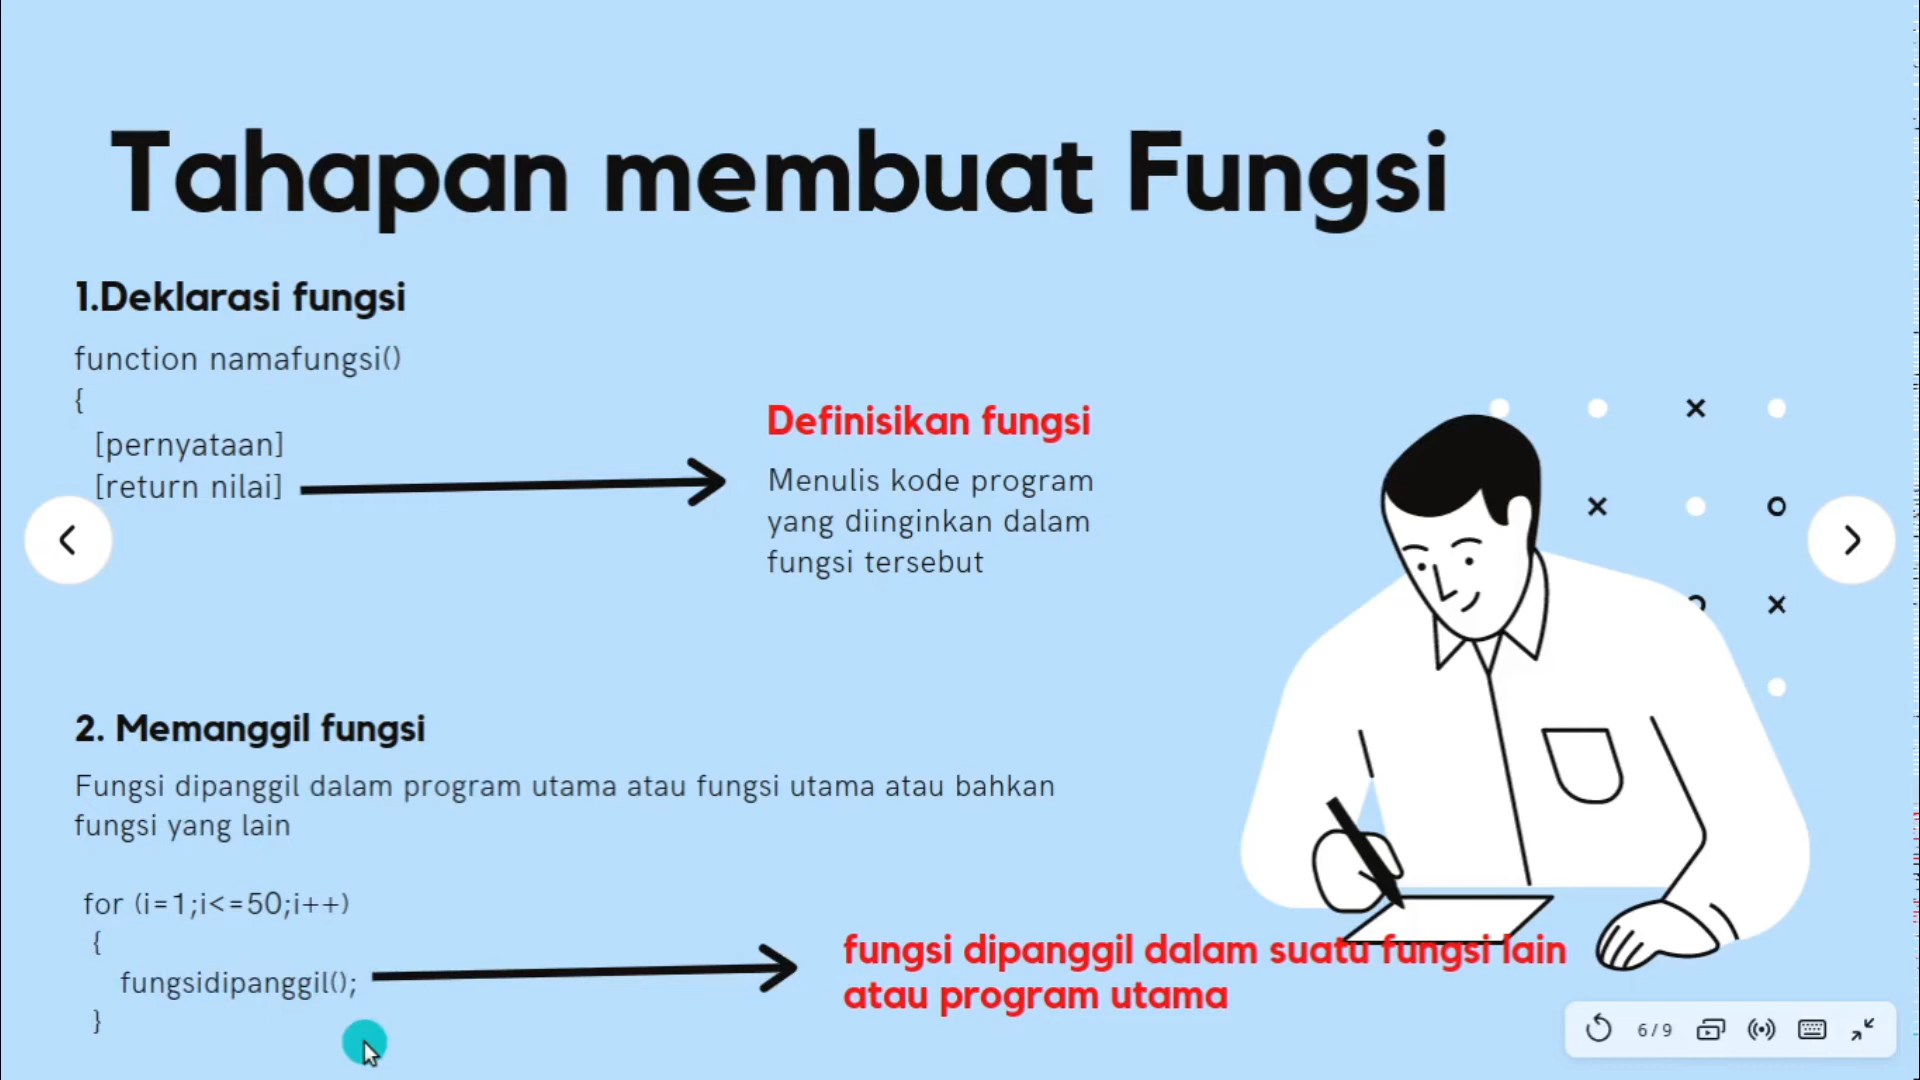 Tahapan membuat Fungsi
1.Deklarasi fungsi
function namafungsi()
{
[pernyataan]
[return nilai]
Definisikan fungsi
Menulis kode program
yang diinginkan dalam
fungsi tersebut
2. Memanggil fungsi
Fungsi dipanggil dalam program utama atau fungsi utama atau bahkan
fungsi yang lain
for (i=1;i<=50;i++)
{
fungsidipanggil();
}
fungsi dipanggil dalam suatu fungsi lain
atau program utama
6/9